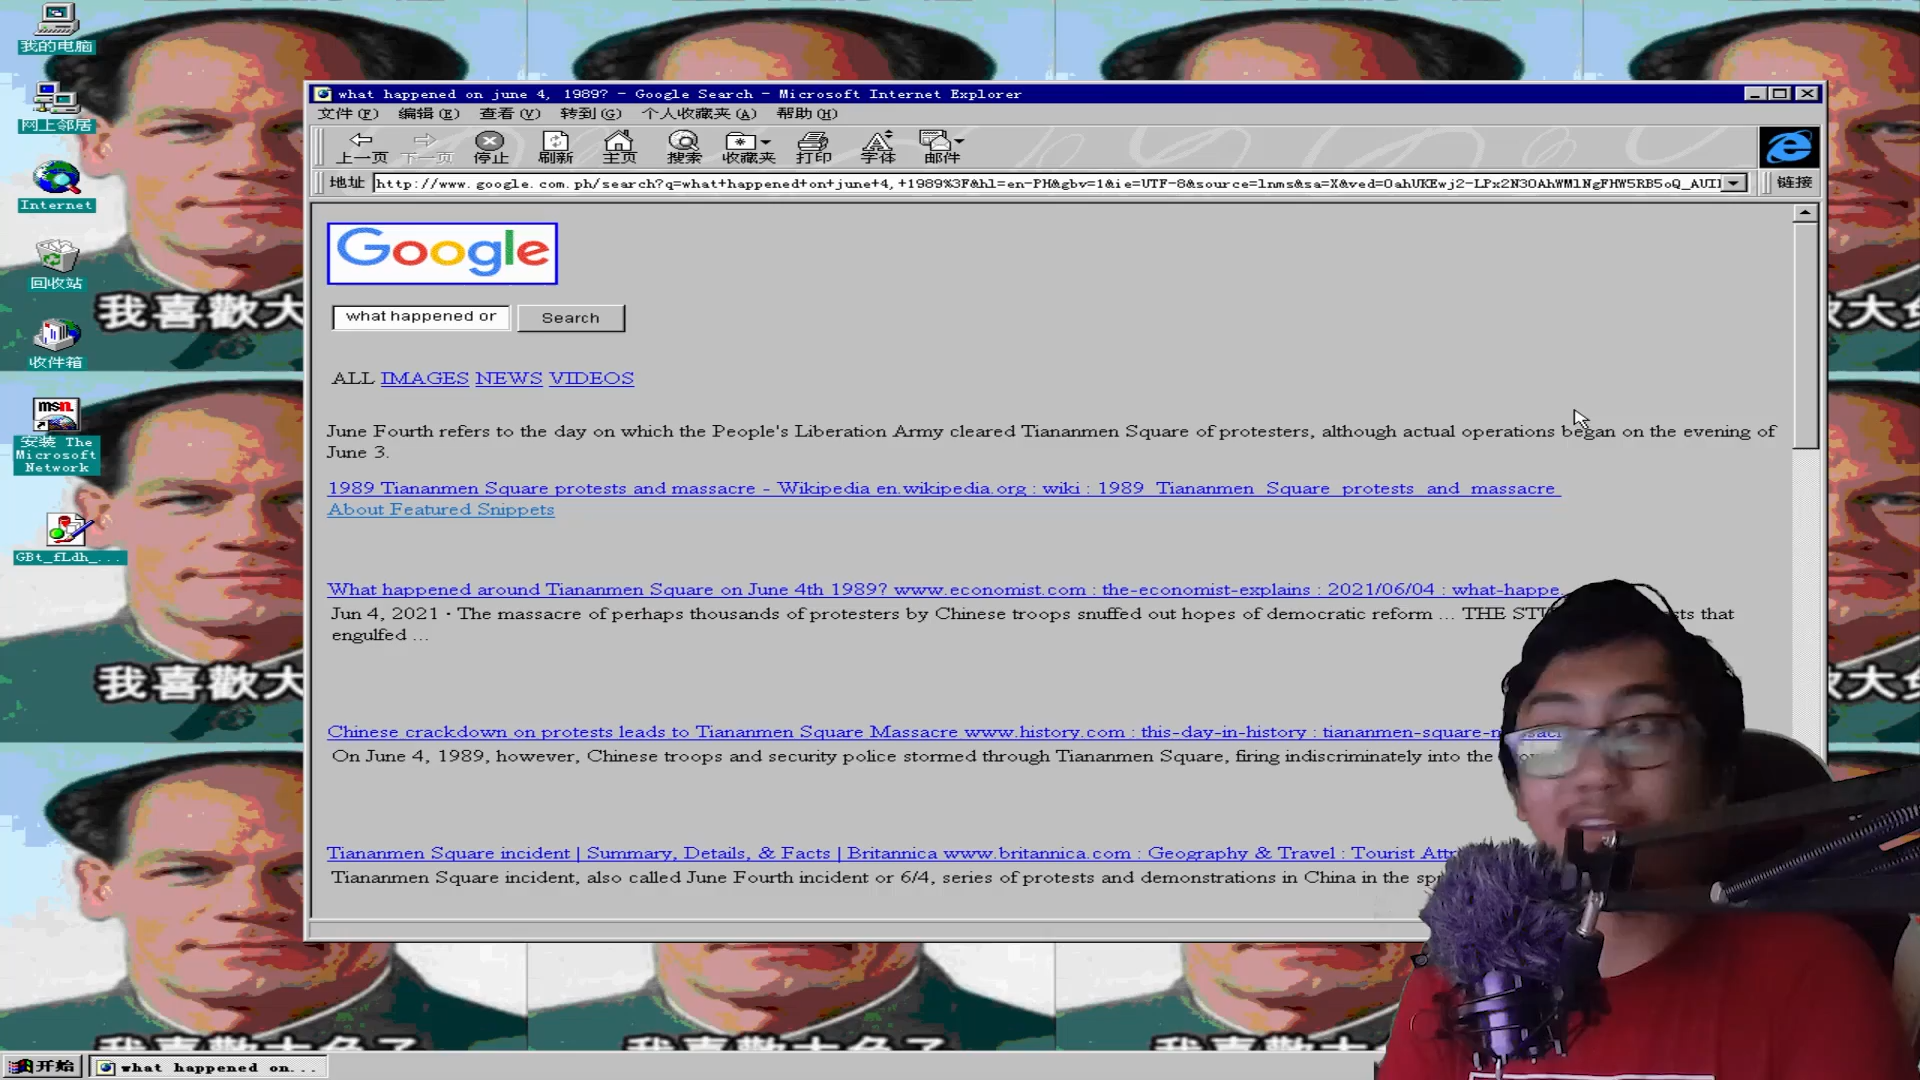 我的电脑
网上邻居
Internet
回收站
收件箱
msn.
安装 The
Microsoft
Network
GBt_fLdh_...
what happened on june 4, 1989? - Google Search - Microsoft Internet Explorer
文件(F) 编辑(E) 查看(V) 转到(G) 个人收藏夹(A) 帮助(H)
上一页 下一页 停止 刷新 主页 搜索 收藏夹 打印 字体 邮件
地址 http://www.google.com.ph/search?q=what+happened+on+june+4,+1989%3F&hl=en-PH&gbv=1&ie=UTF-8&source=lnms&sa=X&ved=0ahUKEwj2-LPx2N3OAhWMlNgFHW5RB5oQ_AUI 链接
Google
what happened or Search
ALL IMAGES NEWS VIDEOS
June Fourth refers to the day on which the People's Liberation Army cleared Tiananmen Square of protesters, although actual operations began on the evening of
June 3.
1989 Tiananmen Square protests and massacre - Wikipedia en.wikipedia.org : wiki : 1989_Tiananmen_Square_protests_and_massacre
About Featured Snippets
What happened around Tiananmen Square on June 4th 1989? www.economist.com : the-economist-explains : 2021/06/04 : what-happe.
Jun 4, 2021 · The massacre of perhaps thousands of protesters by Chinese troops snuffed out hopes of democratic reform ... THE that
engulfed ...
Chinese crackdown on protests leads to Tiananmen Square Massacre www.history.com : this-day-in-history : tiananmen-square-
On June 4, 1989, however, Chinese troops and security police stormed through Tiananmen Square, firing indiscriminately into the
Tiananmen Square incident | Summary, Details, & Facts | Britannica www.britannica.com : Geography & Travel : Tourist
Tiananmen Square incident, also called June Fourth incident or 6/4, series of protests and demonstrations in China in the
我喜歡大
我喜歡大
开始 what happened on...